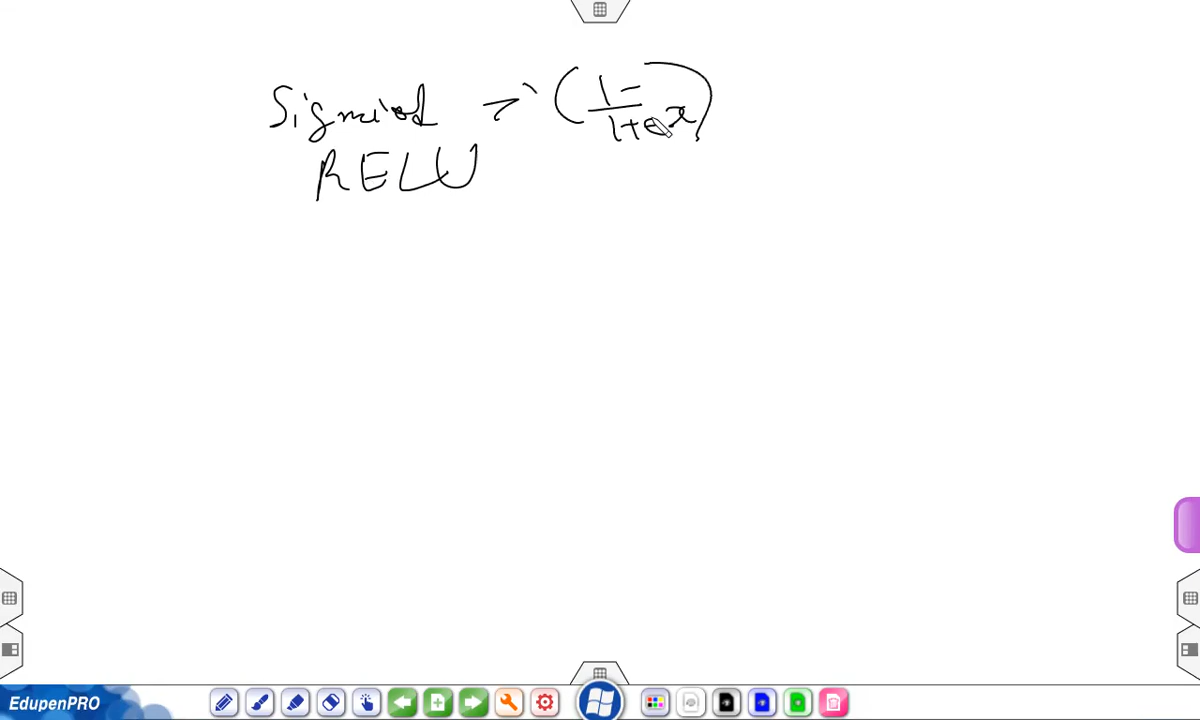 Sigmoid => (1/1+e^x)
RELU
EdupenPRO